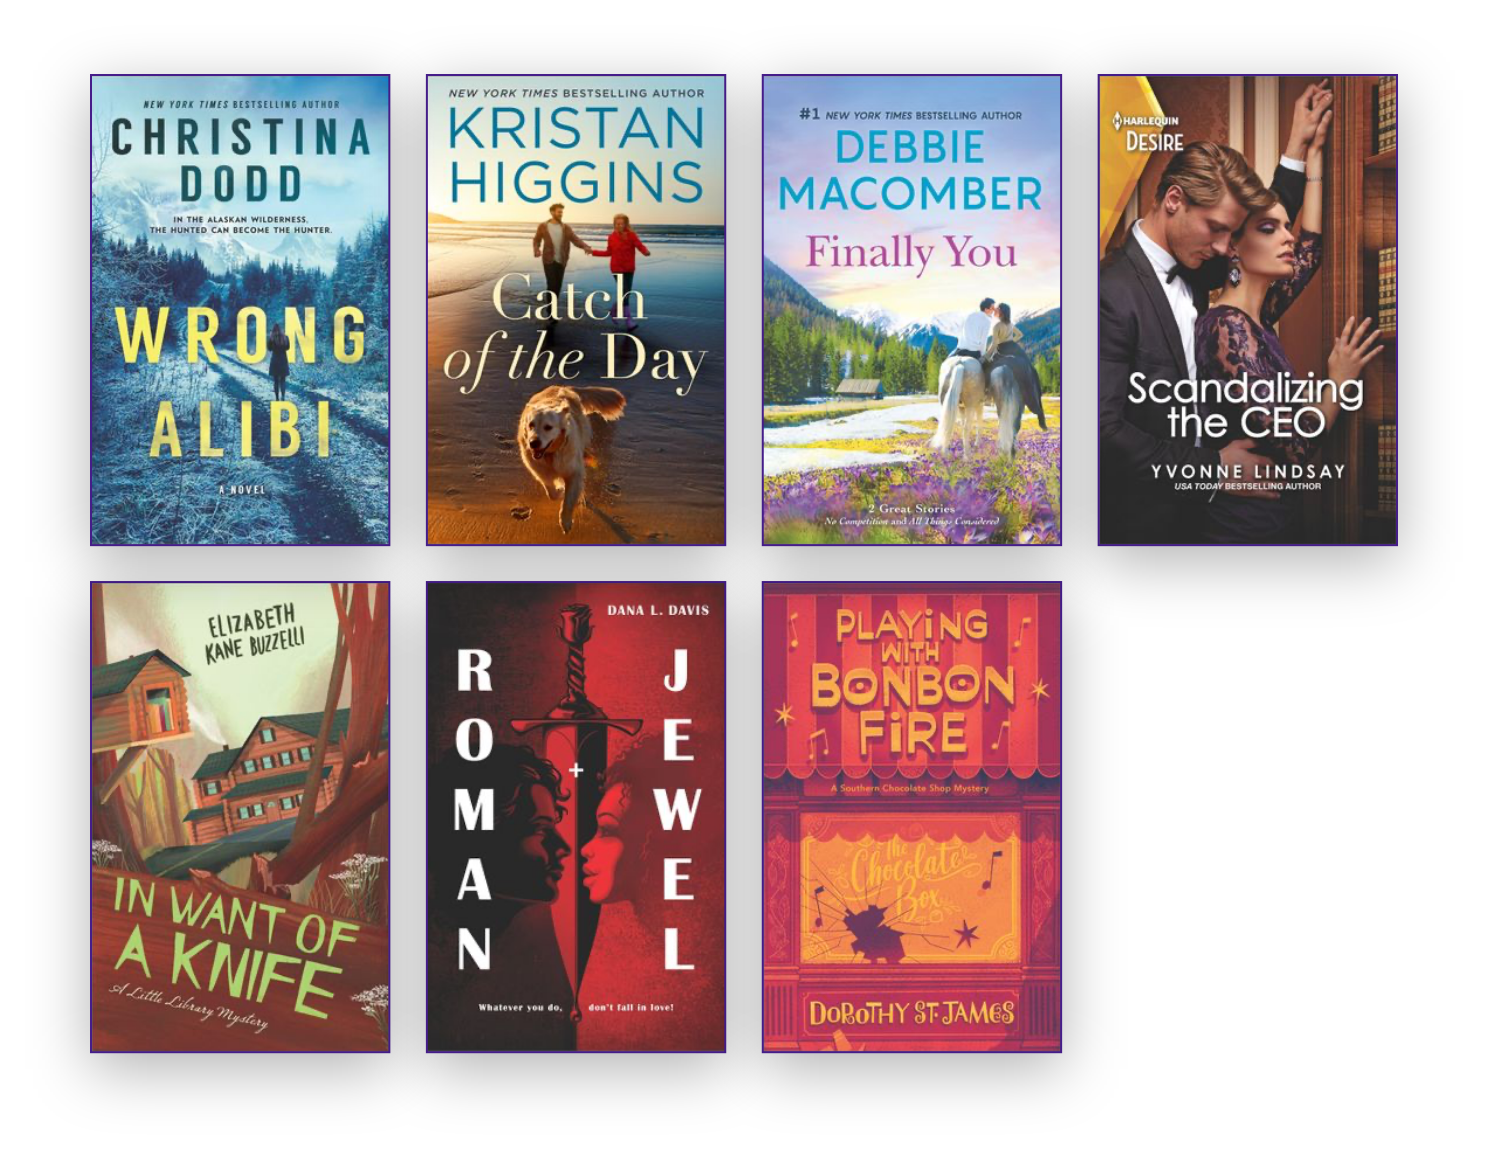 NEW YORK TIMES BESTSELLING AUTHOR
CHRISTINA
DODD
IN THE ALASKAN WILDERNESS,
THE HUNTED CAN BECOME THE HUNTER.
WRONG
ALIBI
A NOVEL
NEW YORK TIMES BESTSELLING AUTHOR
KRISTAN
HIGGINS
Catch
of the Day
#1 NEW YORK TIMES BESTSELLING AUTHOR
DEBBIE
MACOMBER
Finally You
2 Great Stories
No Competition and All Things Considered
HARLEQUIN
DESIRE
Scandalizing
the CEO
YVONNE LINDSAY
USA TODAY BESTSELLING AUTHOR
ELIZABETH
KANE BUZZELLI
IN WANT OF
A KNIFE
A Little Library Mystery
DANA L. DAVIS
ROMAN
+
JEWEL
Whatever you do, don't fall in love!
PLAYiNG
WITH
BONBON
FiRE
A Southern Chocolate Shop Mystery
The
Chocolate
Box
DOROTHY ST. JAMES